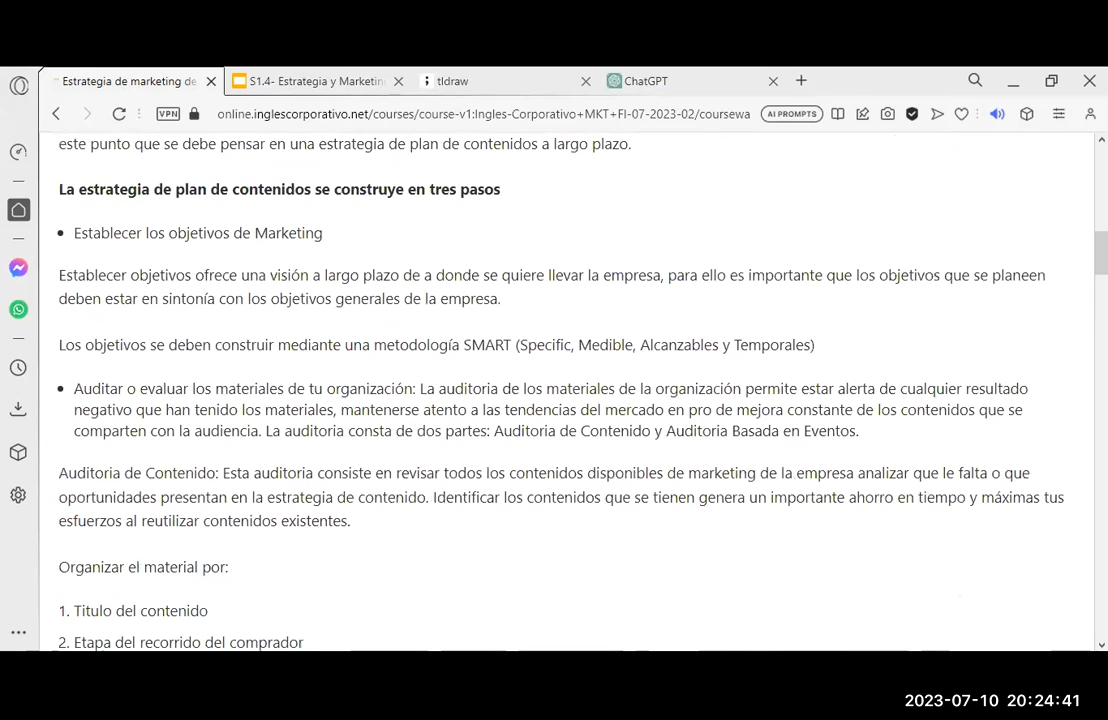 Estrategia de marketing de
S1.4- Estrategia y Marketin
tldraw
ChatGPT
VPN
online.inglescorporativo.net/courses/course-v1:Ingles-Corporativo+MKT+FI-07-2023-02/coursewa
AI PROMPTS
este punto que se debe pensar en una estrategia de plan de contenidos a largo plazo.
La estrategia de plan de contenidos se construye en tres pasos
• Establecer los objetivos de Marketing
Establecer objetivos ofrece una visión a largo plazo de a donde se quiere llevar la empresa, para ello es importante que los objetivos que se planeen
deben estar en sintonía con los objetivos generales de la empresa.
Los objetivos se deben construir mediante una metodología SMART (Specific, Medible, Alcanzables y Temporales)
• Auditar o evaluar los materiales de tu organización: La auditoria de los materiales de la organización permite estar alerta de cualquier resultado
negativo que han tenido los materiales, mantenerse atento a las tendencias del mercado en pro de mejora constante de los contenidos que se
comparten con la audiencia. La auditoria consta de dos partes: Auditoria de Contenido y Auditoria Basada en Eventos.
Auditoria de Contenido: Esta auditoria consiste en revisar todos los contenidos disponibles de marketing de la empresa analizar que le falta o que
oportunidades presentan en la estrategia de contenido. Identificar los contenidos que se tienen genera un importante ahorro en tiempo y máximas tus
esfuerzos al reutilizar contenidos existentes.
Organizar el material por:
1. Titulo del contenido
2. Etapa del recorrido del comprador
2023-07-10 20:24:41